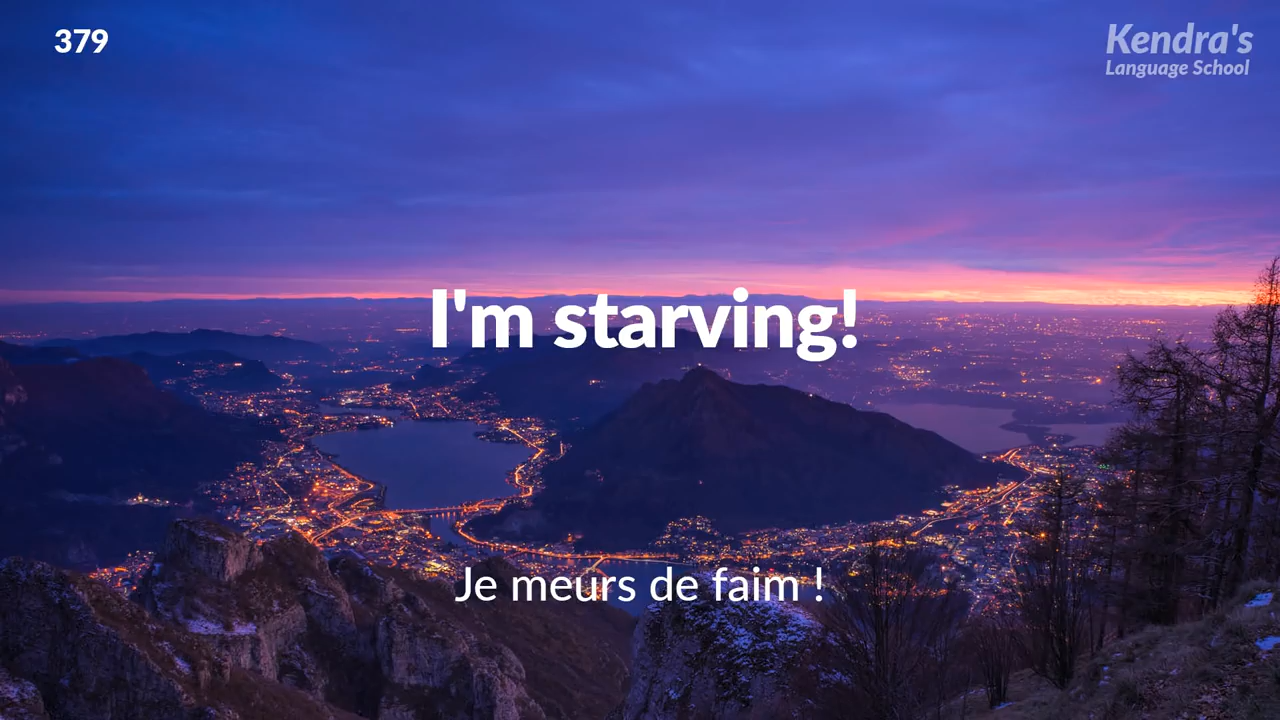 379
Kendra's
Language School
I'm starving!
Je meurs de faim !